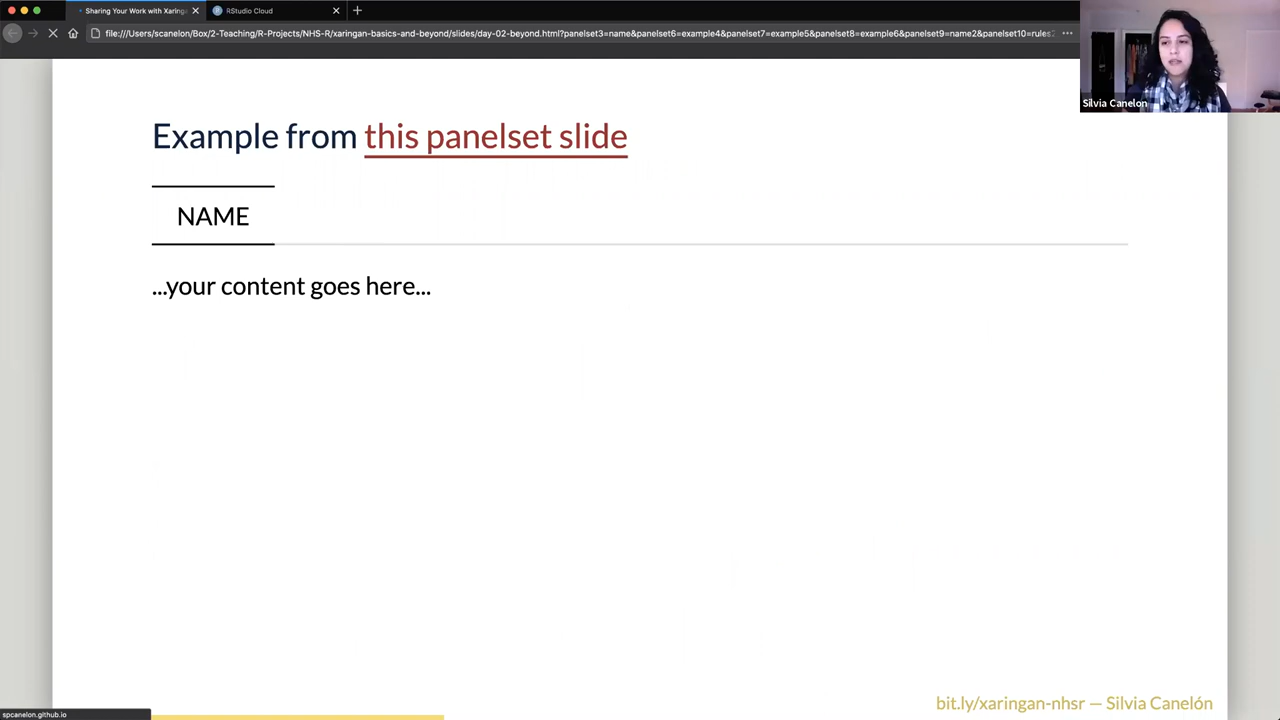 Sharing Your Work with Xaringa
RStudio Cloud
file:///Users/scanelon/Box/2-Teaching/R-Projects/NHS-R/xaringan-basics-and-beyond/slides/day-02-beyond.html?panelset3=name&panelset6=example4&panelset7=example5&panelset8=example6&panelset9=name2&panelset10=rules
Silvia Canelon
Example from this panelset slide
NAME
...your content goes here...
bit.ly/xaringan-nhsr — Silvia Canelón
spcanelon.github.io